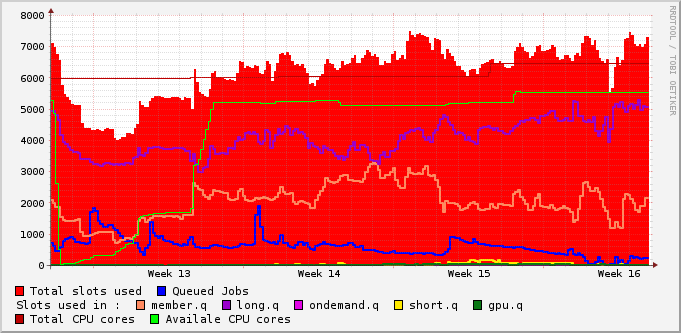 8000
7000
6000
5000
4000
3000
2000
1000
0
Week 13 Week 14 Week 15 Week 16
RRDTOOL / TOBI OETIKER
Total slots used Queued Jobs
Slots used in : member.q long.q ondemand.q short.q gpu.q
Total CPU cores Availale CPU cores